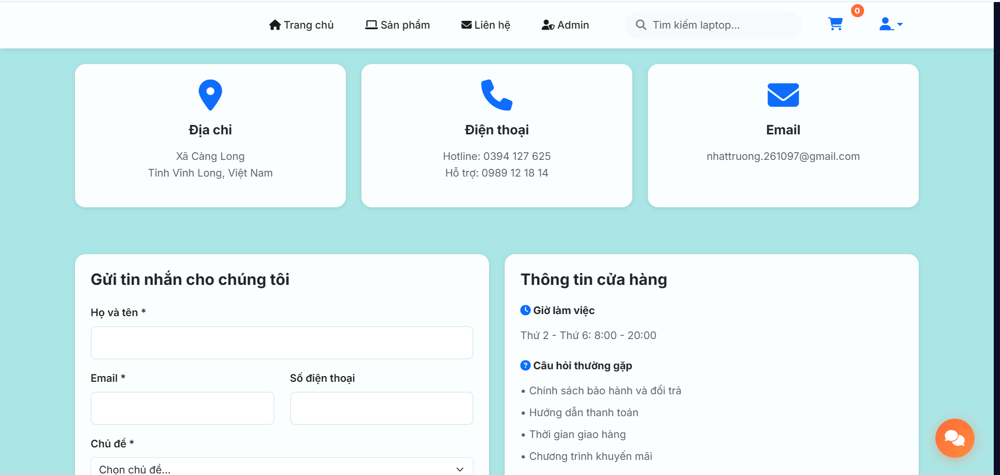 Trang chủ
Sản phẩm
Liên hệ
Admin
Tìm kiếm laptop...
0
Địa chỉ
Xã Càng Long
Tỉnh Vĩnh Long, Việt Nam
Điện thoại
Hotline: 0394 127 625
Hỗ trợ: 0989 12 18 14
Email
nhattruong.261097@gmail.com
Gửi tin nhắn cho chúng tôi
Họ và tên *
Email *
Số điện thoại
Chủ đề *
Chọn chủ đề...
Thông tin cửa hàng
Giờ làm việc
Thứ 2 - Thứ 6: 8:00 - 20:00
Câu hỏi thường gặp
• Chính sách bảo hành và đổi trả
• Hướng dẫn thanh toán
• Thời gian giao hàng
• Chương trình khuyến mãi